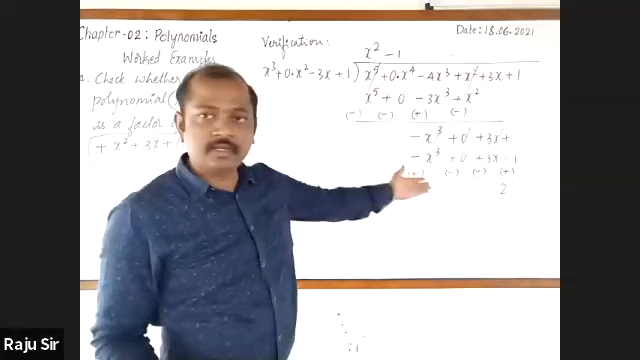 Chapter-02: Polynomials
Date: 18.06.2021
Worked Examples
Verification:
Check whether
polynomial
is a factor
+ x² + 3x + 1
x² - 1
x³ + 0·x² - 3x + 1 ) x⁵ + 0·x⁴ - 4x³ + x² + 3x + 1
x⁵ + 0 - 3x³ + x²
(-) (-) (+) (-)
- x³ + 0 + 3x +
- x³ + 0 + 3x - 1
(+) (-) (-) (+)
2
Raju Sir